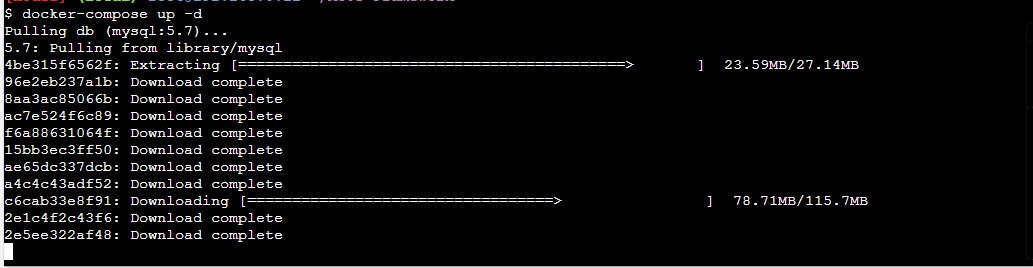 $ docker-compose up -d
Pulling db (mysql:5.7)...
5.7: Pulling from library/mysql
4be315f6562f: Extracting [============================================>      ]  23.59MB/27.14MB
96e2eb237a1b: Download complete
8aa3ac85066b: Download complete
ac7e524f6c89: Download complete
f6a88631064f: Download complete
15bb3ec3ff50: Download complete
ae65dc337dcb: Download complete
a4c4c43adf52: Download complete
c6cab33e8f91: Downloading [==================================>                ]  78.71MB/115.7MB
2e1c4f2c43f6: Download complete
2e5ee322af48: Download complete